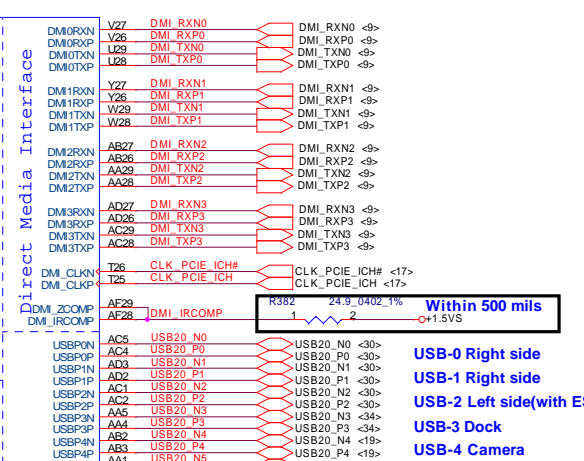 Direct Media Interface
DMI0RXN V27 DMI_RXN0 DMI_RXN0 <9>
DMI0RXP V26 DMI_RXP0 DMI_RXP0 <9>
DMI0TXN U29 DMI_TXN0 DMI_TXN0 <9>
DMI0TXP U28 DMI_TXP0 DMI_TXP0 <9>
DMI1RXN Y27 DMI_RXN1 DMI_RXN1 <9>
DMI1RXP Y26 DMI_RXP1 DMI_RXP1 <9>
DMI1TXN W29 DMI_TXN1 DMI_TXN1 <9>
DMI1TXP W28 DMI_TXP1 DMI_TXP1 <9>
DMI2RXN AB27 DMI_RXN2 DMI_RXN2 <9>
DMI2RXP AB26 DMI_RXP2 DMI_RXP2 <9>
DMI2TXN AA29 DMI_TXN2 DMI_TXN2 <9>
DMI2TXP AA28 DMI_TXP2 DMI_TXP2 <9>
DMI3RXN AD27 DMI_RXN3 DMI_RXN3 <9>
DMI3RXP AD26 DMI_RXP3 DMI_RXP3 <9>
DMI3TXN AC29 DMI_TXN3 DMI_TXN3 <9>
DMI3TXP AC28 DMI_TXP3 DMI_TXP3 <9>
DMI_CLKN T26 CLK_PCIE_ICH# CLK_PCIE_ICH# <17>
DMI_CLKP T25 CLK_PCIE_ICH CLK_PCIE_ICH <17>
R382 24.9_0402_1% Within 500 mils
DMI_ZCOMP AF29
DMI_IRCOMP AF28 DMI_IRCOMP 1 2 +1.5VS
USBP0N AC5 USB20_N0 USB20_N0 <30>
USBP0P AC4 USB20_P0 USB20_P0 <30> USB-0 Right side
USBP1N AD3 USB20_N1 USB20_N1 <30>
USBP1P AD2 USB20_P1 USB20_P1 <30> USB-1 Right side
USBP2N AC1 USB20_N2 USB20_N2 <30>
USBP2P AC2 USB20_P2 USB20_P2 <30> USB-2 Left side(with ES
USBP3N AA5 USB20_N3 USB20_N3 <34>
USBP3P AA4 USB20_P3 USB20_P3 <34> USB-3 Dock
USBP4N AB2 USB20_N4 USB20_N4 <19>
USBP4P AB3 USB20_P4 USB20_P4 <19> USB-4 Camera
AA1 USB20_N5